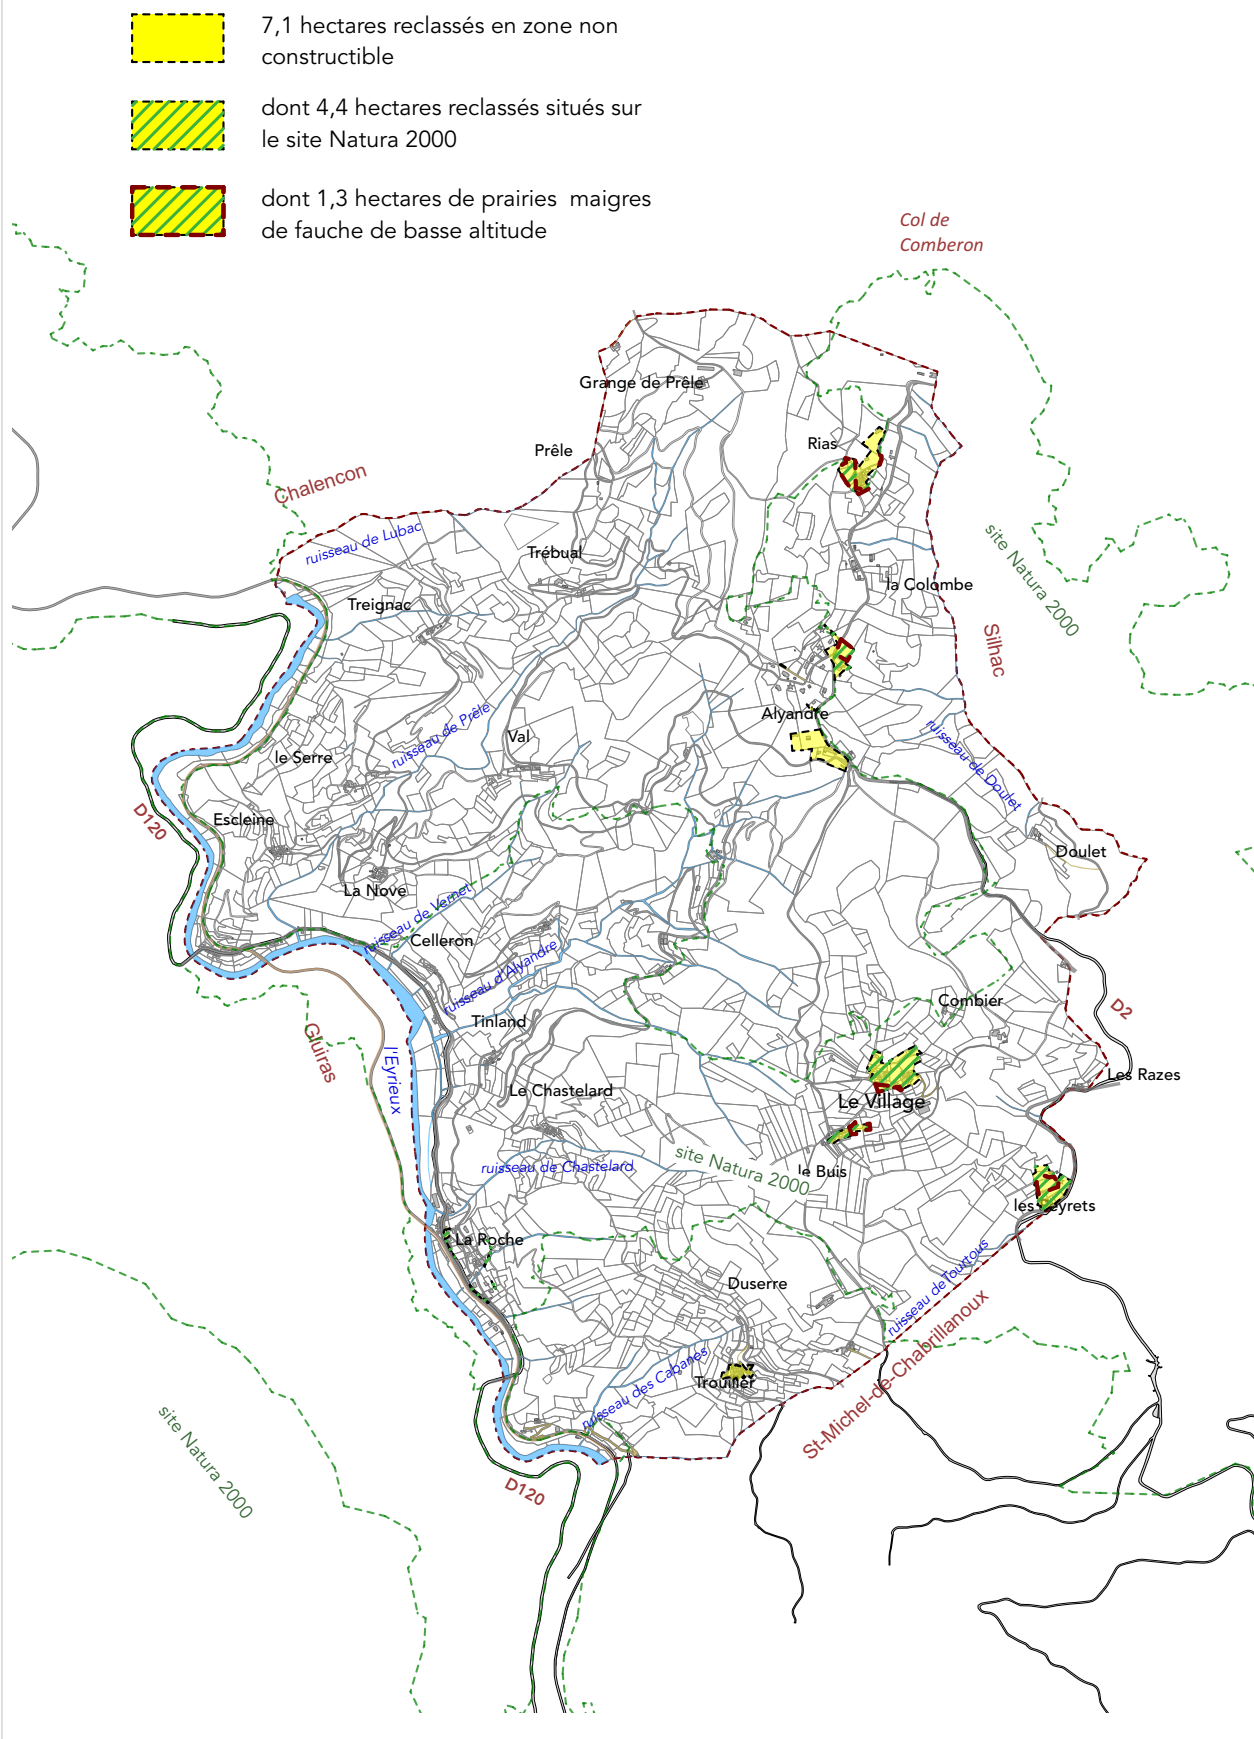 7,1 hectares reclassés en zone non
constructible
dont 4,4 hectares reclassés situés sur
le site Natura 2000
dont 1,3 hectares de prairies maigres
de fauche de basse altitude
Col de
Comberon
Grange de Prêle
Rias
Prêle
Chalencon
ruisseau de Lubac
site Natura 2000
Trébual
la Colombe
Treignac
Silhac
Alyandre
ruisseau de Prêle
Val
ruisseau de Doulet
le Serre
D120
Escleine
Doulet
La Nove
ruisseau de Vernet
Celleron
ruisseau d'Alyandre
Combier
D2
Tinland
Gluiras
l'Eyrieux
Les Razes
Le Chastelard
Le Village
ruisseau de Chastelard
site Natura 2000
le Buis
les Peyrets
La Roche
ruisseau de Tourtous
Duserre
St-Michel-de-Chabrillanoux
ruisseau des Cabanes
Trouiller
site Natura 2000
D120